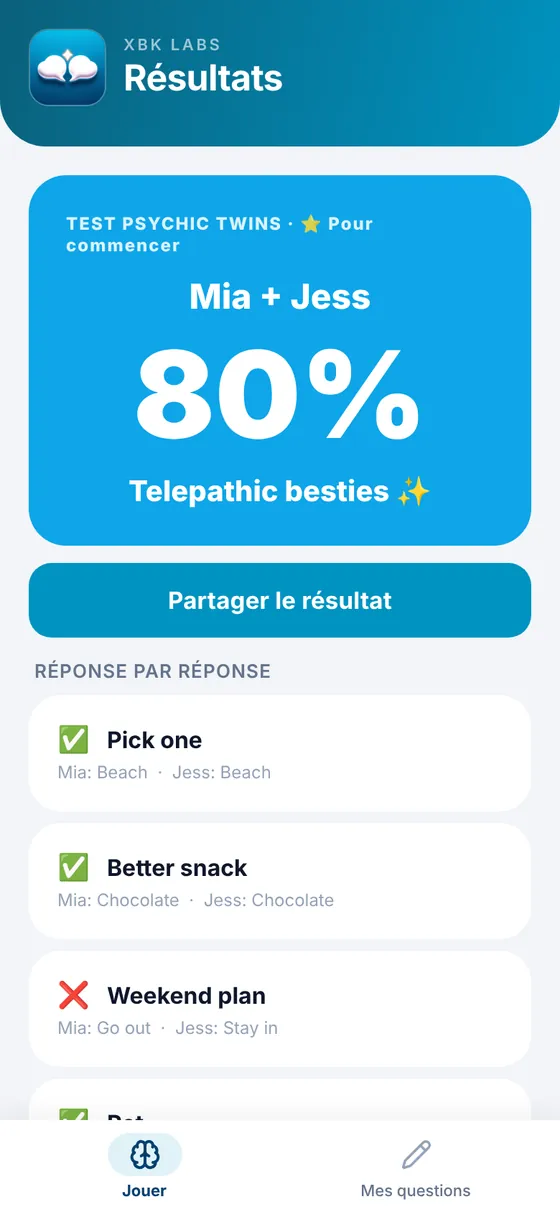 XBK LABS
Résultats
TEST PSYCHIC TWINS · ⭐ Pour
commencer
Mia + Jess
80%
Telepathic besties ✨
Partager le résultat
RÉPONSE PAR RÉPONSE
✅ Pick one
Mia: Beach · Jess: Beach
✅ Better snack
Mia: Chocolate · Jess: Chocolate
❌ Weekend plan
Mia: Go out · Jess: Stay in
Jouer
Mes questions